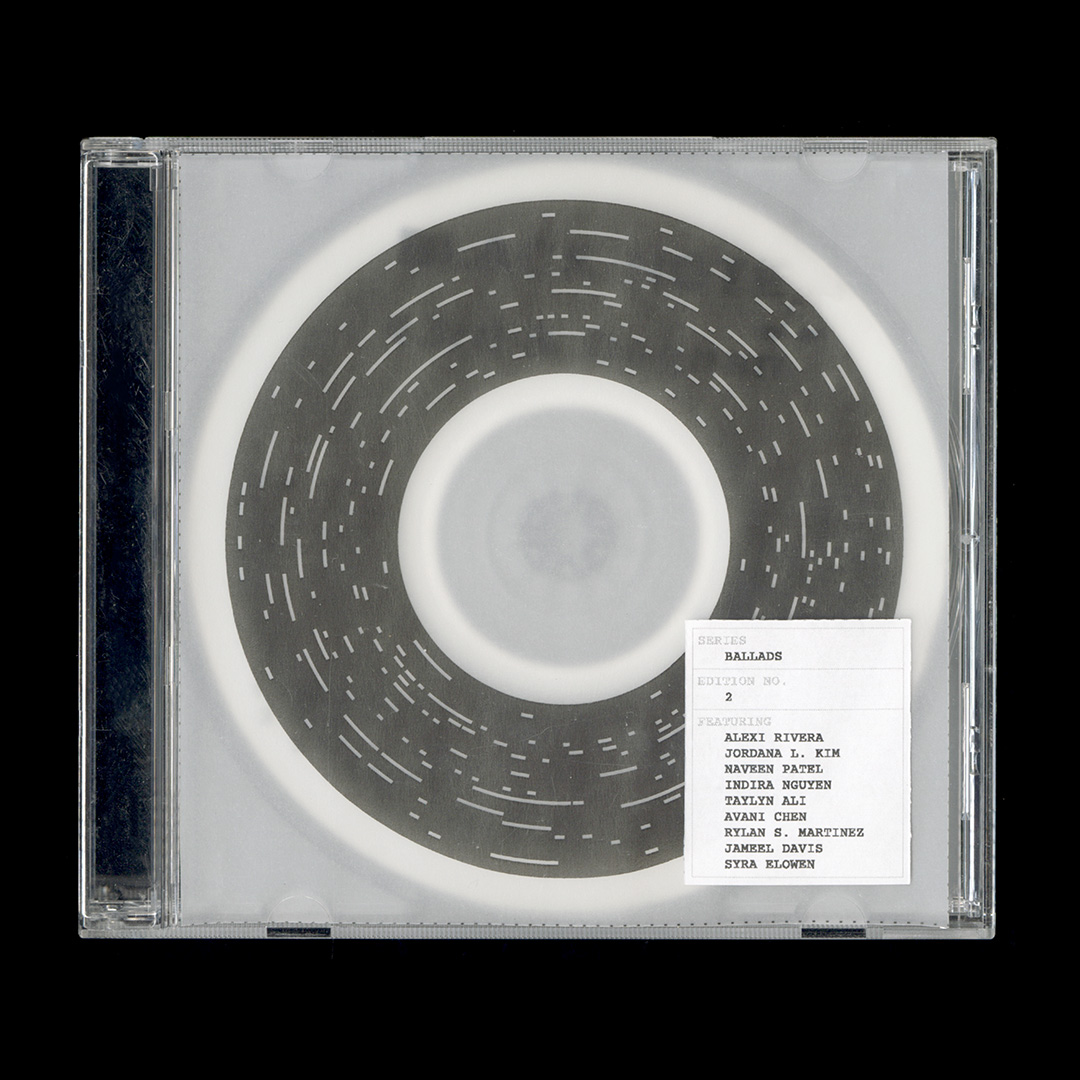 SERIES
BALLADS
EDITION NO.
2
FEATURING
ALEXI RIVERA
JORDANA L. KIM
NAVEEN PATEL
INDIRA NGUYEN
TAYLYN ALI
AVANI CHEN
RYLAN S. MARTINEZ
JAMEEL DAVIS
SYRA ELOWEN